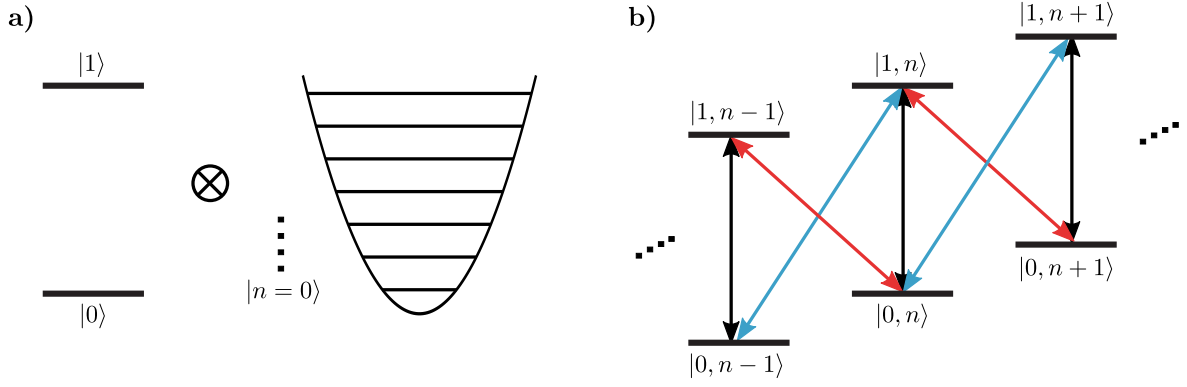 a)
|1⟩
|0⟩
|n = 0⟩
b)
|1, n − 1⟩
|0, n − 1⟩
|1, n⟩
|0, n⟩
|1, n + 1⟩
|0, n + 1⟩